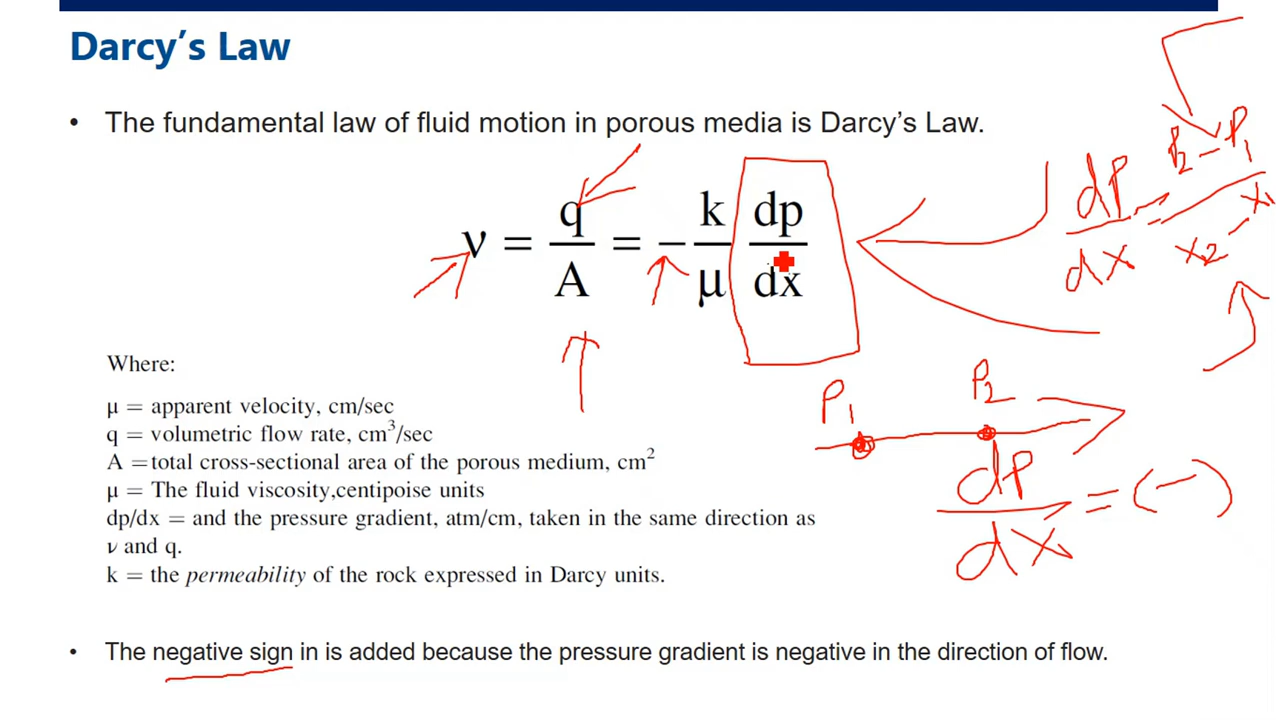 Darcy's Law
• The fundamental law of fluid motion in porous media is Darcy's Law.
ν = q/A = − k/μ dp/dx
dp/dx = P2 − P1 / x2 − x1
Where:
μ = apparent velocity, cm/sec
q = volumetric flow rate, cm³/sec
A =total cross-sectional area of the porous medium, cm²
μ = The fluid viscosity,centipoise units
dp/dx = and the pressure gradient, atm/cm, taken in the same direction as
ν and q.
k = the permeability of the rock expressed in Darcy units.
P1 P2
dp/dx = (−)
• The negative sign in is added because the pressure gradient is negative in the direction of flow.